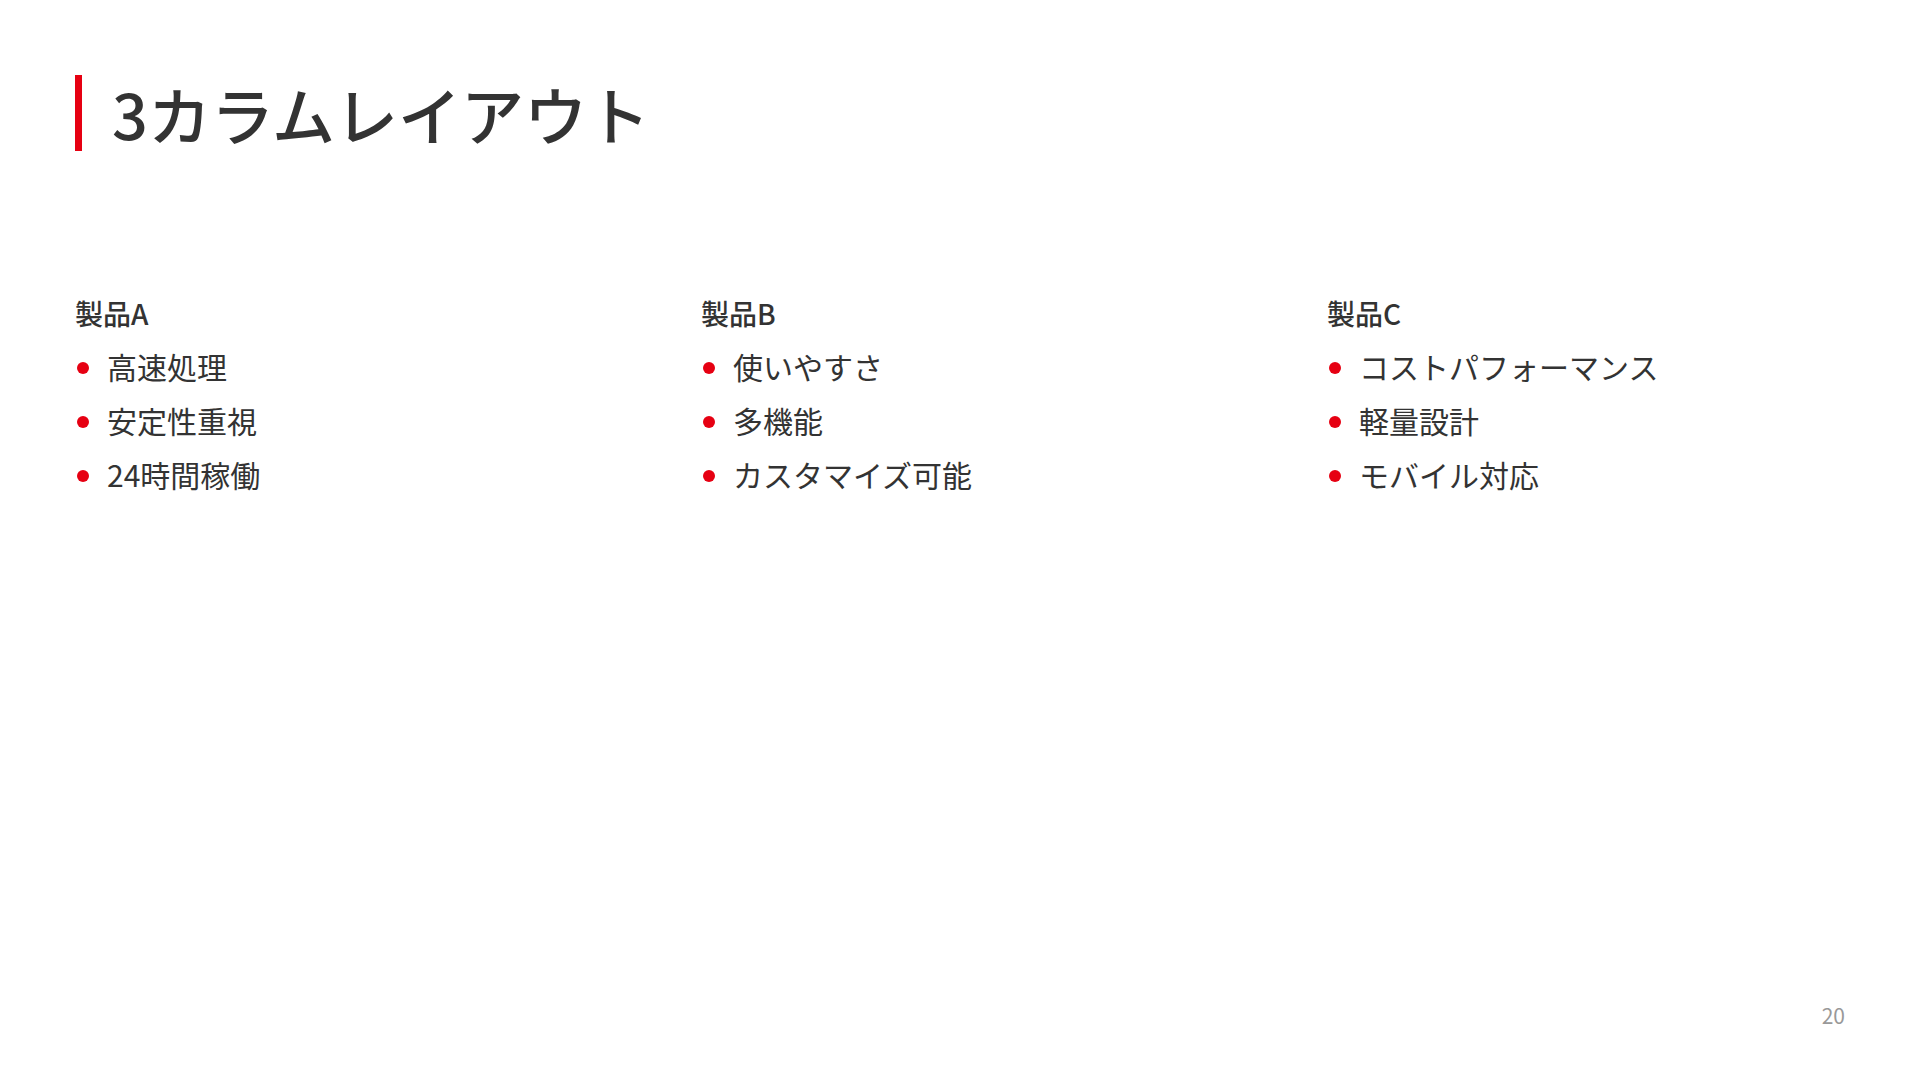 3カラムレイアウト
製品A
高速処理
安定性重視
24時間稼働
製品B
使いやすさ
多機能
カスタマイズ可能
製品C
コストパフォーマンス
軽量設計
モバイル対応
20